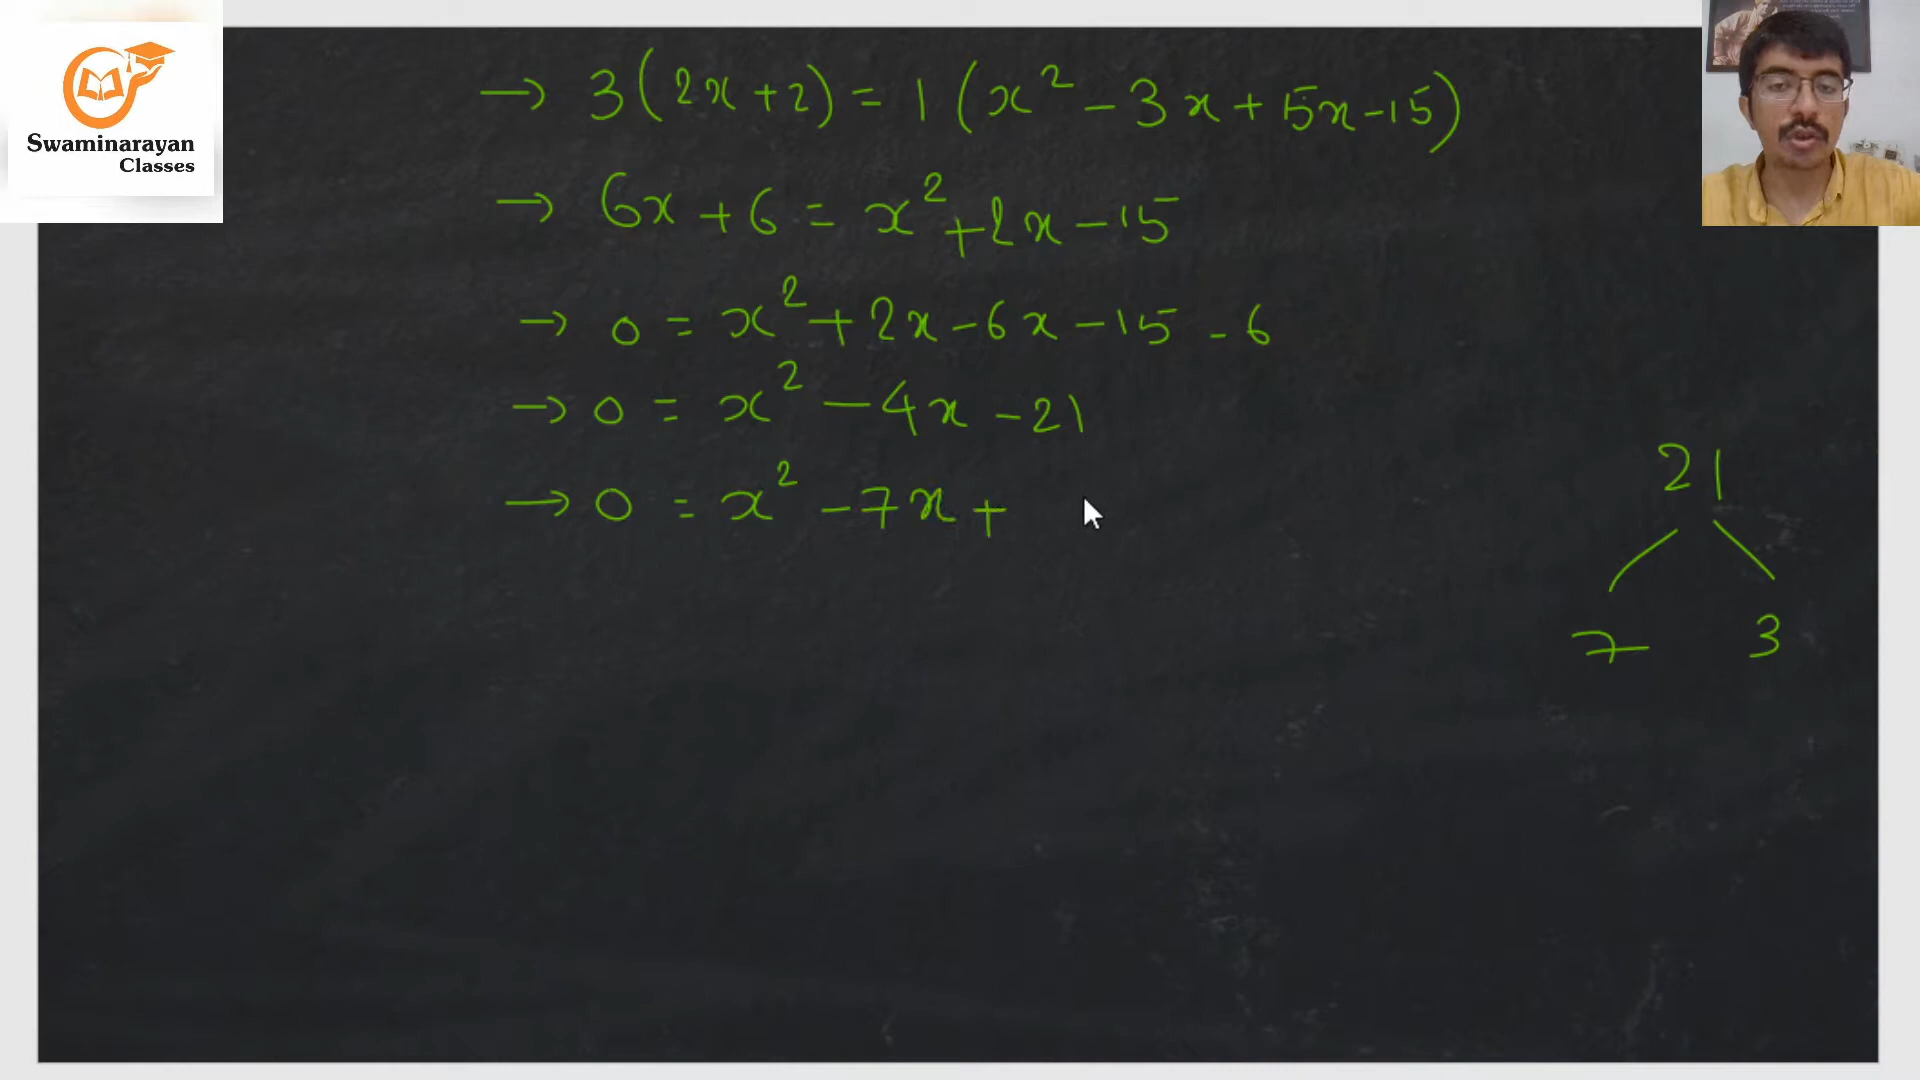 Swaminarayan
Classes
→ 3(2x+2) = 1(x² - 3x + 5x - 15)
→ 6x + 6 = x² + 2x - 15
→ 0 = x² + 2x - 6x - 15 - 6
→ 0 = x² - 4x - 21
→ 0 = x² - 7x +
21
7 3